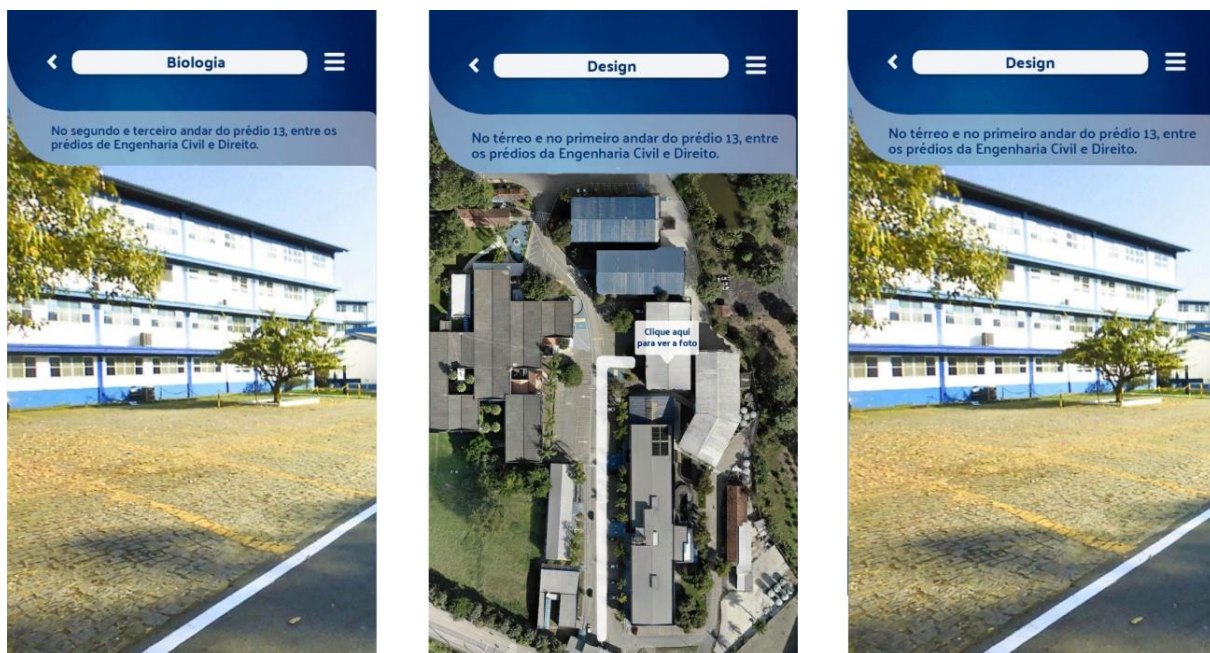 Biologia
No segundo e terceiro andar do prédio 13, entre os
prédios de Engenharia Civil e Direito.
Design
No térreo e no primeiro andar do prédio 13, entre
os prédios da Engenharia Civil e Direito.
Clique aqui
para ver a foto
Design
No térreo e no primeiro andar do prédio 13, entre
os prédios da Engenharia Civil e Direito.